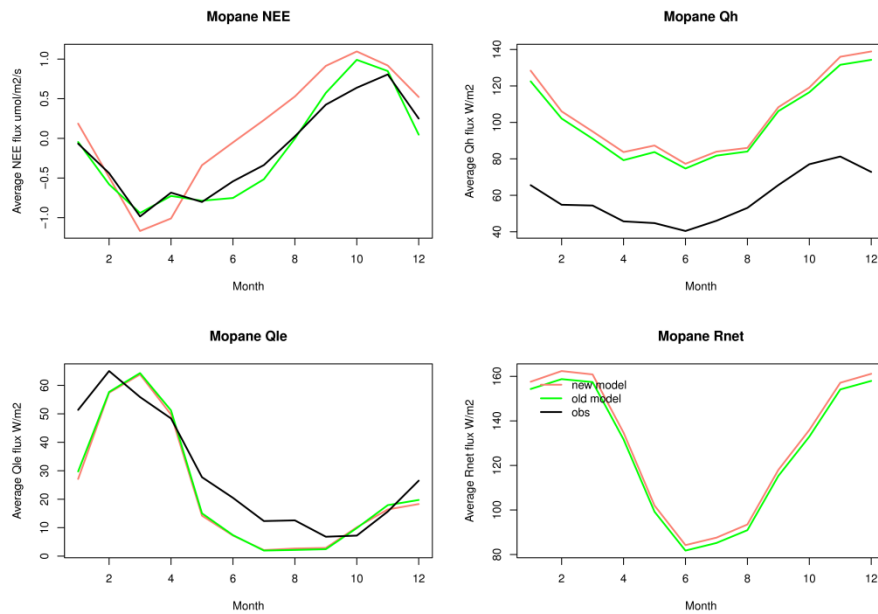 Mopane NEE
Average NEE flux umol/m2/s
1.0
0.5
0.0
-0.5
-1.0
2 4 6 8 10 12
Month
Mopane Qh
Average Qh flux W/m2
140
120
100
80
60
40
2 4 6 8 10 12
Month
Mopane Qle
Average Qle flux W/m2
60
50
40
30
20
10
0
2 4 6 8 10 12
Month
Mopane Rnet
Average Rnet flux W/m2
160
140
120
100
80
new model
old model
obs
2 4 6 8 10 12
Month